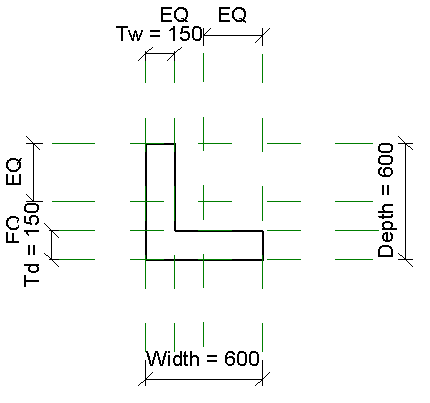 EQ EQ
Tw = 150
EQ
EQ
Td = 150
Depth = 600
Width = 600